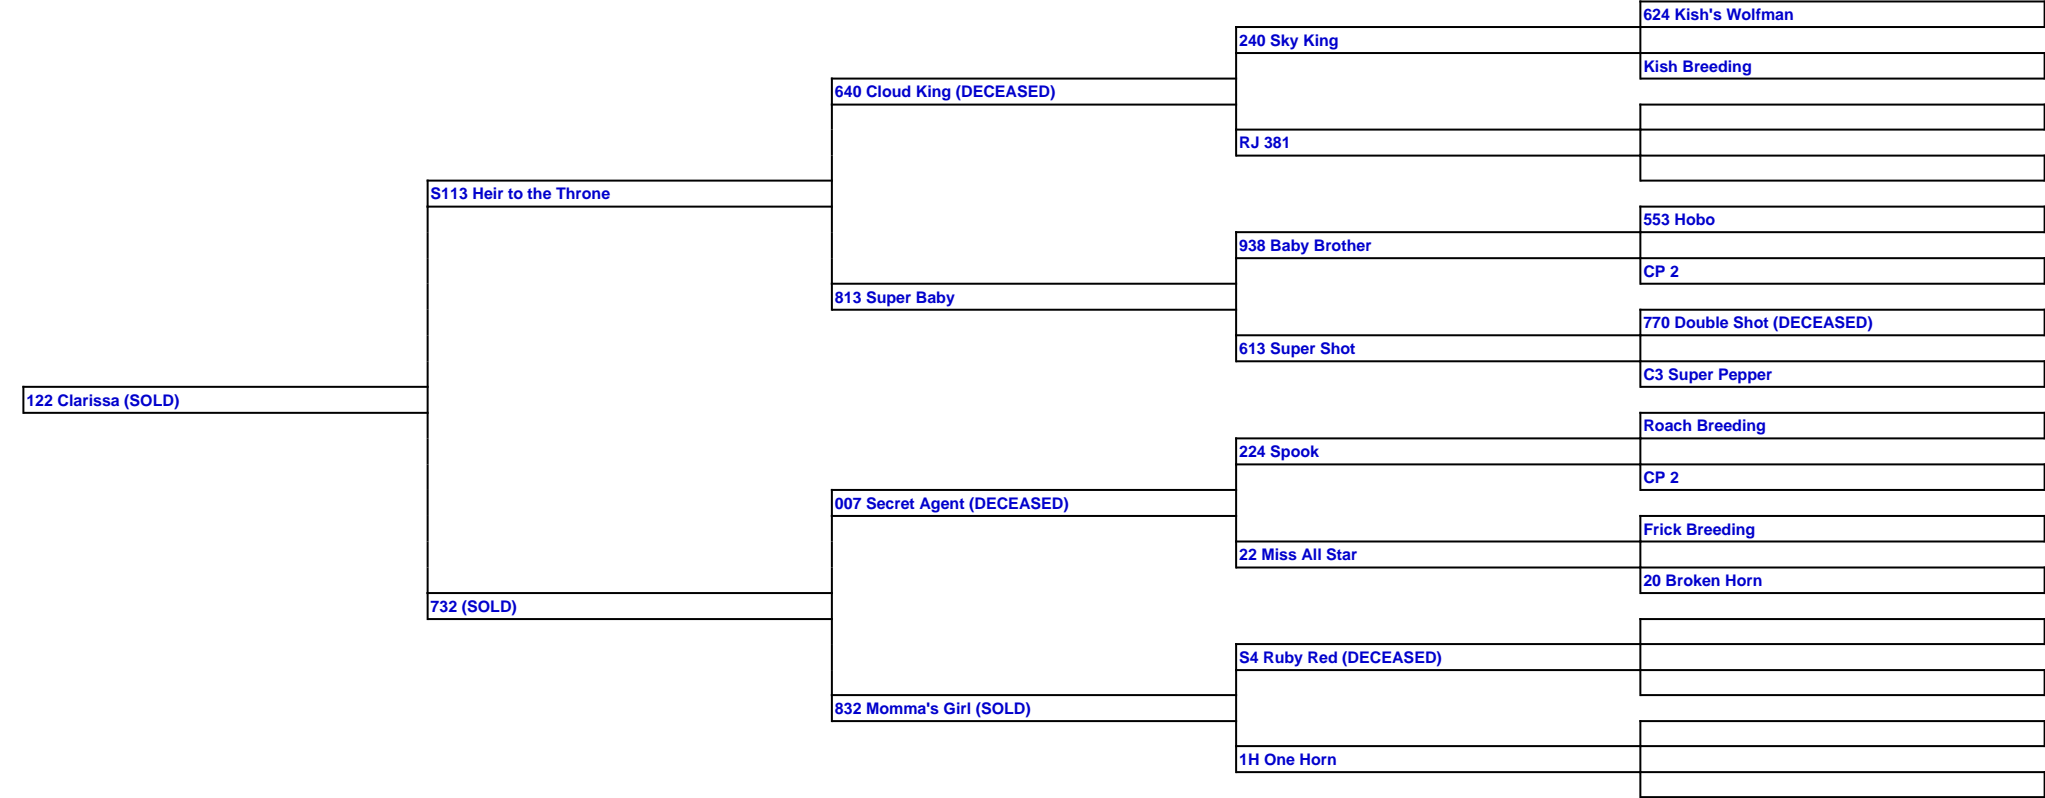 624 Kish's Wolfman
240 Sky King
Kish Breeding
640 Cloud King (DECEASED)
RJ 381
S113 Heir to the Throne
553 Hobo
938 Baby Brother
CP 2
813 Super Baby
770 Double Shot (DECEASED)
613 Super Shot
C3 Super Pepper
122 Clarissa (SOLD)
Roach Breeding
224 Spook
CP 2
007 Secret Agent (DECEASED)
Frick Breeding
22 Miss All Star
20 Broken Horn
732 (SOLD)
S4 Ruby Red (DECEASED)
832 Momma's Girl (SOLD)
1H One Horn